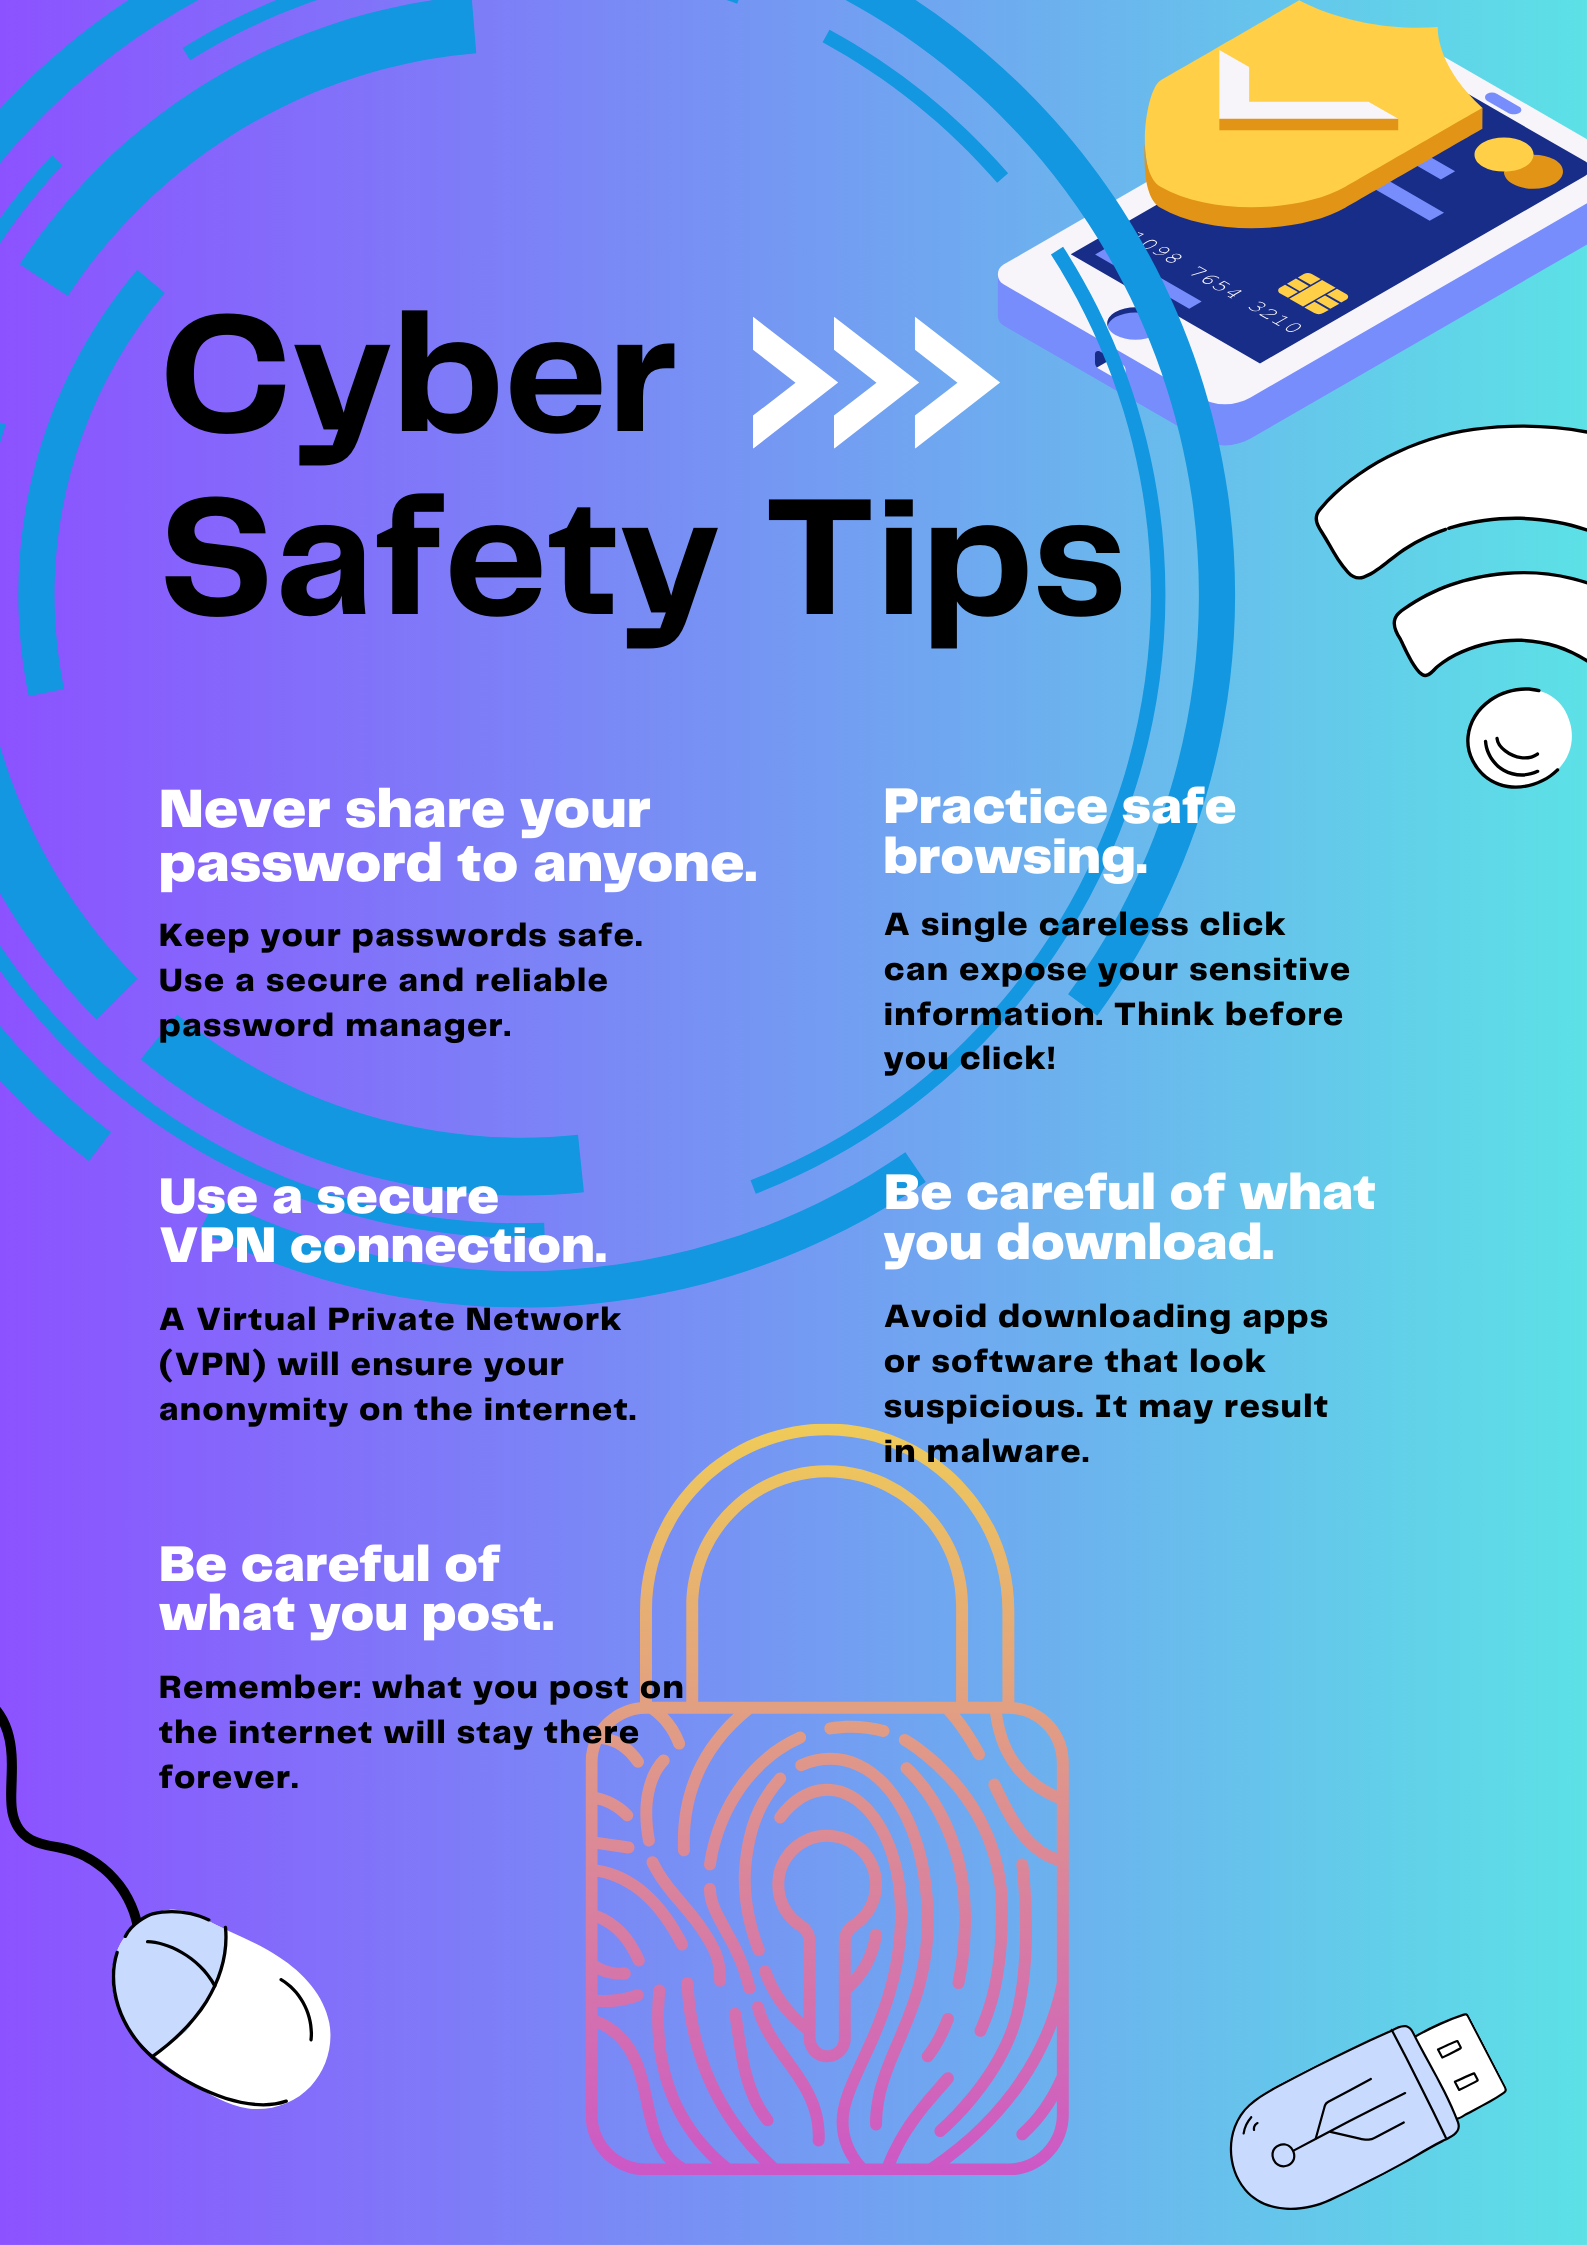 1098 7654 3210
Cyber
Safety Tips
Never share your
password to anyone.
Keep your passwords safe.
Use a secure and reliable
password manager.
Practice safe
browsing.
A single careless click
can expose your sensitive
information. Think before
you click!
Use a secure
VPN connection.
A Virtual Private Network
(VPN) will ensure your
anonymity on the internet.
Be careful of what
you download.
Avoid downloading apps
or software that look
suspicious. It may result
in malware.
Be careful of
what you post.
Remember: what you post on
the internet will stay there
forever.